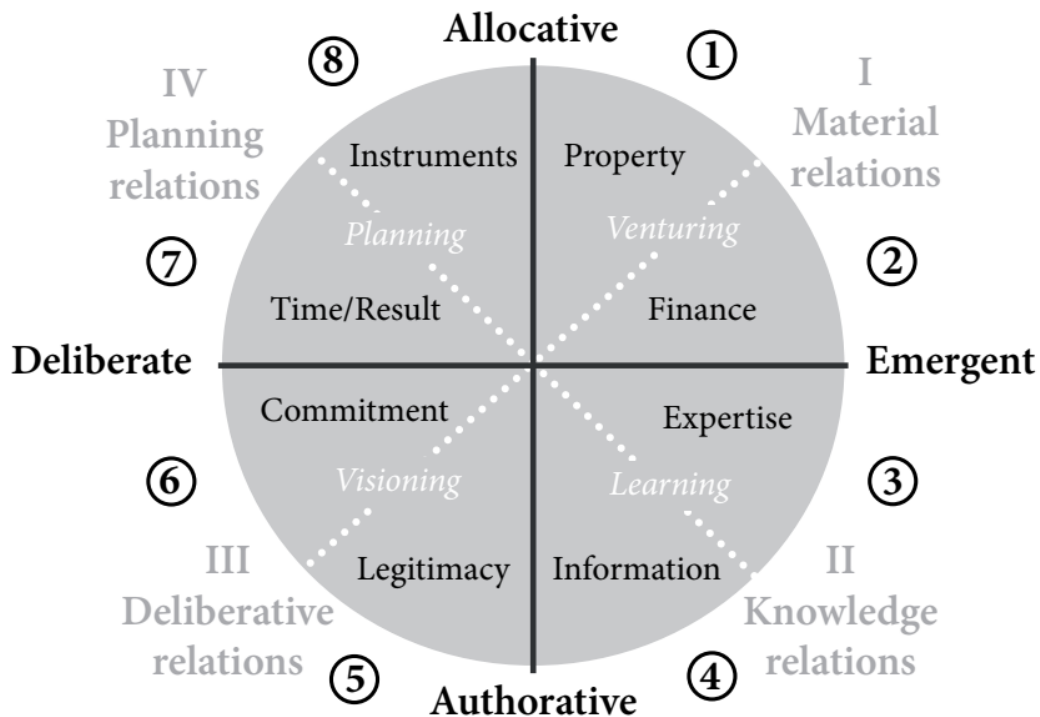 Allocative
8
1
IV
Planning
relations
I
Material
relations
Instruments
Property
Planning
Venturing
7
2
Time/Result
Finance
Deliberate
Emergent
Commitment
Expertise
6
Visioning
Learning
3
III
Deliberative
relations
Legitimacy
Information
II
Knowledge
relations
5
4
Authorative